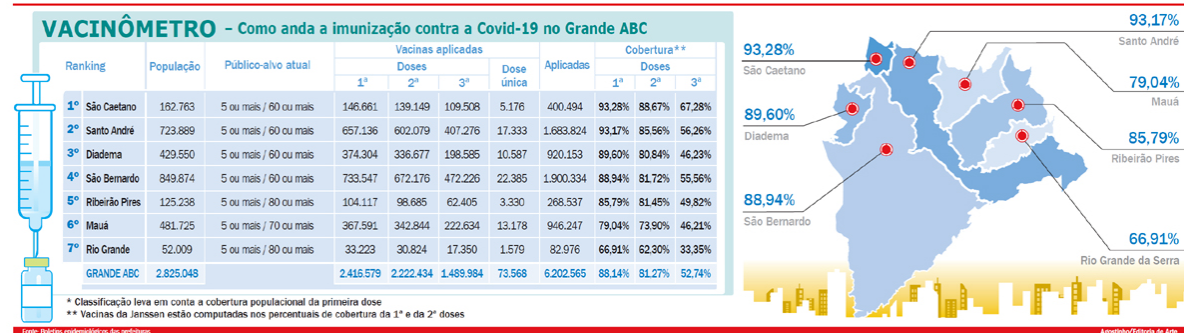 VACINÔMETRO – Como anda a imunização contra a Covid-19 no Grande ABC
Ranking População Público-alvo atual Vacinas aplicadas Doses 1ª 2ª 3ª Dose única Aplicadas Cobertura** Doses 1ª 2ª 3ª
1º São Caetano 162.763 5 ou mais / 60 ou mais 146.661 139.149 109.508 5.176 400.494 93,28% 88,67% 67,28%
2º Santo André 723.889 5 ou mais / 60 ou mais 657.136 602.079 407.276 17.333 1.683.824 93,17% 85,56% 56,26%
3º Diadema 429.550 5 ou mais / 60 ou mais 374.304 336.677 198.585 10.587 920.153 89,60% 80,84% 46,23%
4º São Bernardo 849.874 5 ou mais / 60 ou mais 733.547 672.176 472.226 22.385 1.900.334 88,94% 81,72% 55,56%
5º Ribeirão Pires 125.238 5 ou mais / 80 ou mais 104.117 98.685 62.405 3.330 268.537 85,79% 81,45% 49,82%
6º Mauá 481.725 5 ou mais / 70 ou mais 367.591 342.844 222.634 13.178 946.247 79,04% 73,90% 46,21%
7º Rio Grande 52.009 5 ou mais / 80 ou mais 33.223 30.824 17.350 1.579 82.976 66,91% 62,30% 33,35%
GRANDE ABC 2.825.048 2.416.579 2.222.434 1.489.984 73.568 6.202.565 88,14% 81,27% 52,74%
* Classificação leva em conta a cobertura populacional da primeira dose
** Vacinas da Janssen estão computadas nos percentuais de cobertura da 1ª e da 2ª doses
93,28%
São Caetano
89,60%
Diadema
88,94%
São Bernardo
93,17%
Santo André
79,04%
Mauá
85,79%
Ribeirão Pires
66,91%
Rio Grande da Serra
Fonte: Boletins epidemiológicos das prefeituras
Agostinho/Editoria de Arte